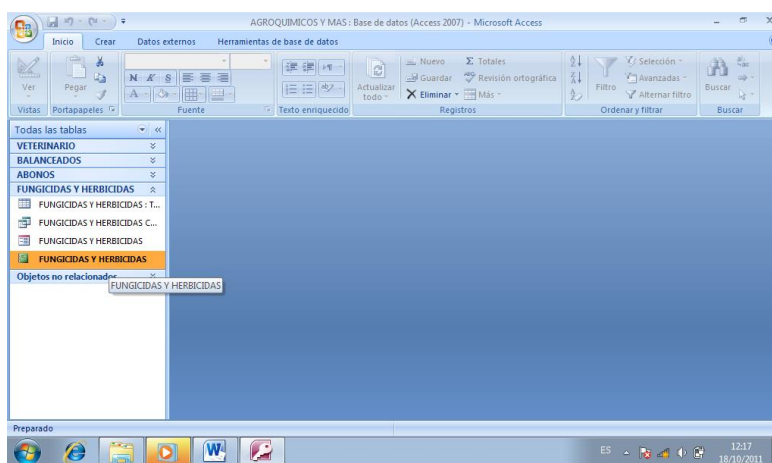 AGROQUIMICOS Y MAS : Base de datos (Access 2007) - Microsoft Access
Inicio Crear Datos externos Herramientas de base de datos
Ver
Pegar
N K S
A
Actualizar todo
Nuevo
Guardar
Eliminar
Totales
Revisión ortográfica
Más
Filtro
Selección
Avanzadas
Alternar filtro
Buscar
Vistas Portapapeles Fuente Texto enriquecido Registros Ordenar y filtrar Buscar
Todas las tablas
VETERINARIO
BALANCEADOS
ABONOS
FUNGICIDAS Y HERBICIDAS
FUNGICIDAS Y HERBICIDAS : T...
FUNGICIDAS Y HERBICIDAS C...
FUNGICIDAS Y HERBICIDAS
FUNGICIDAS Y HERBICIDAS
Objetos no relacionados
FUNGICIDAS Y HERBICIDAS
Preparado
ES 12:17
18/10/2011